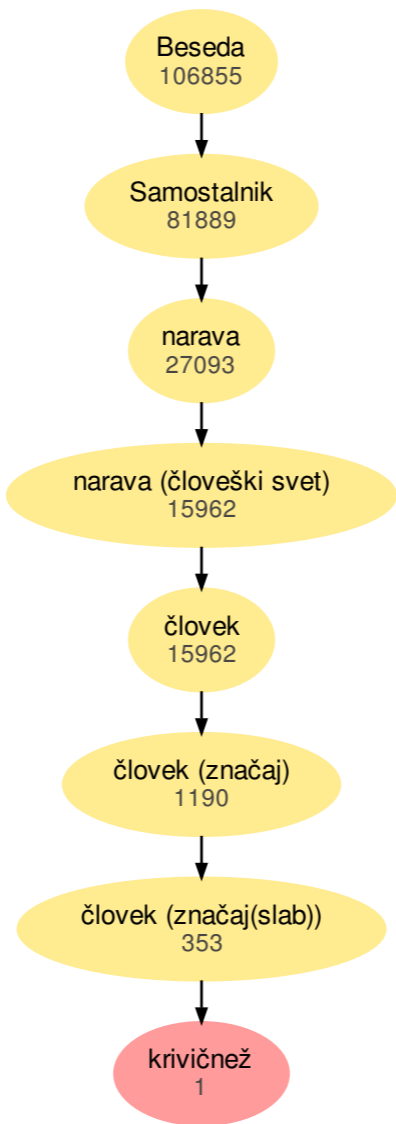 Beseda
106855
Samostalnik
81889
narava
27093
narava (človeški svet)
15962
človek
15962
človek (značaj)
1190
človek (značaj(slab))
353
krivičnež
1